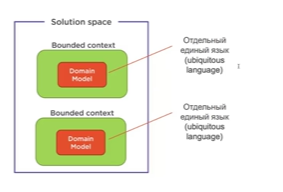 Solution space
Bounded context
Domain
Model
Отдельный
единый язык
(ubiquitous
language)
Bounded context
Domain
Model
Отдельный
единый язык
(ubiquitous
language)